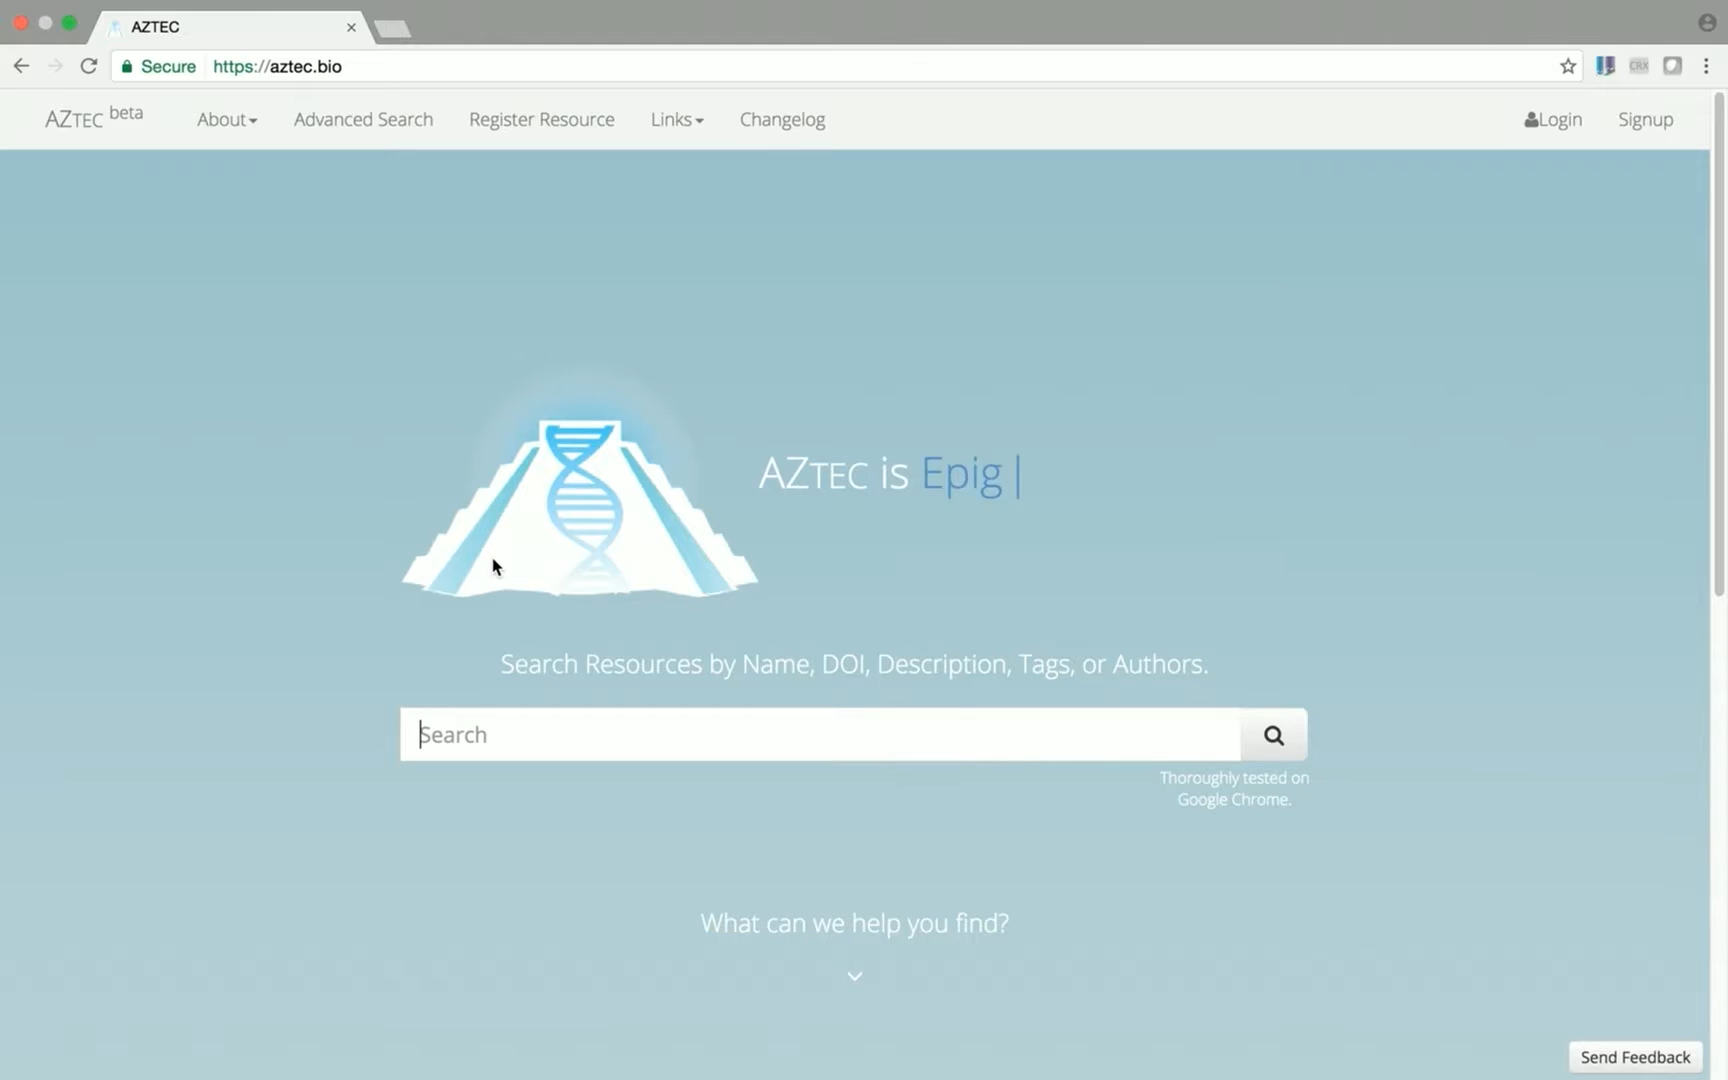 AZTEC
Secure https://aztec.bio
CRX
AZTEC beta About Advanced Search Register Resource Links Changelog Login Signup
AZTEC is Epig
Search Resources by Name, DOI, Description, Tags, or Authors.
Search
Thoroughly tested on
Google Chrome.
What can we help you find?
Send Feedback